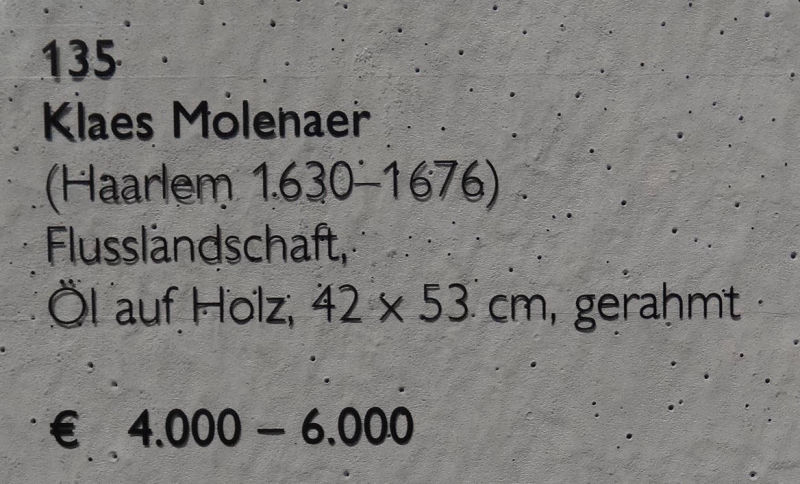 135
Klaes Molenaer
(Haarlem 1630–1676)
Flusslandschaft,
Öl auf Holz, 42 x 53 cm, gerahmt
€ 4.000 – 6.000